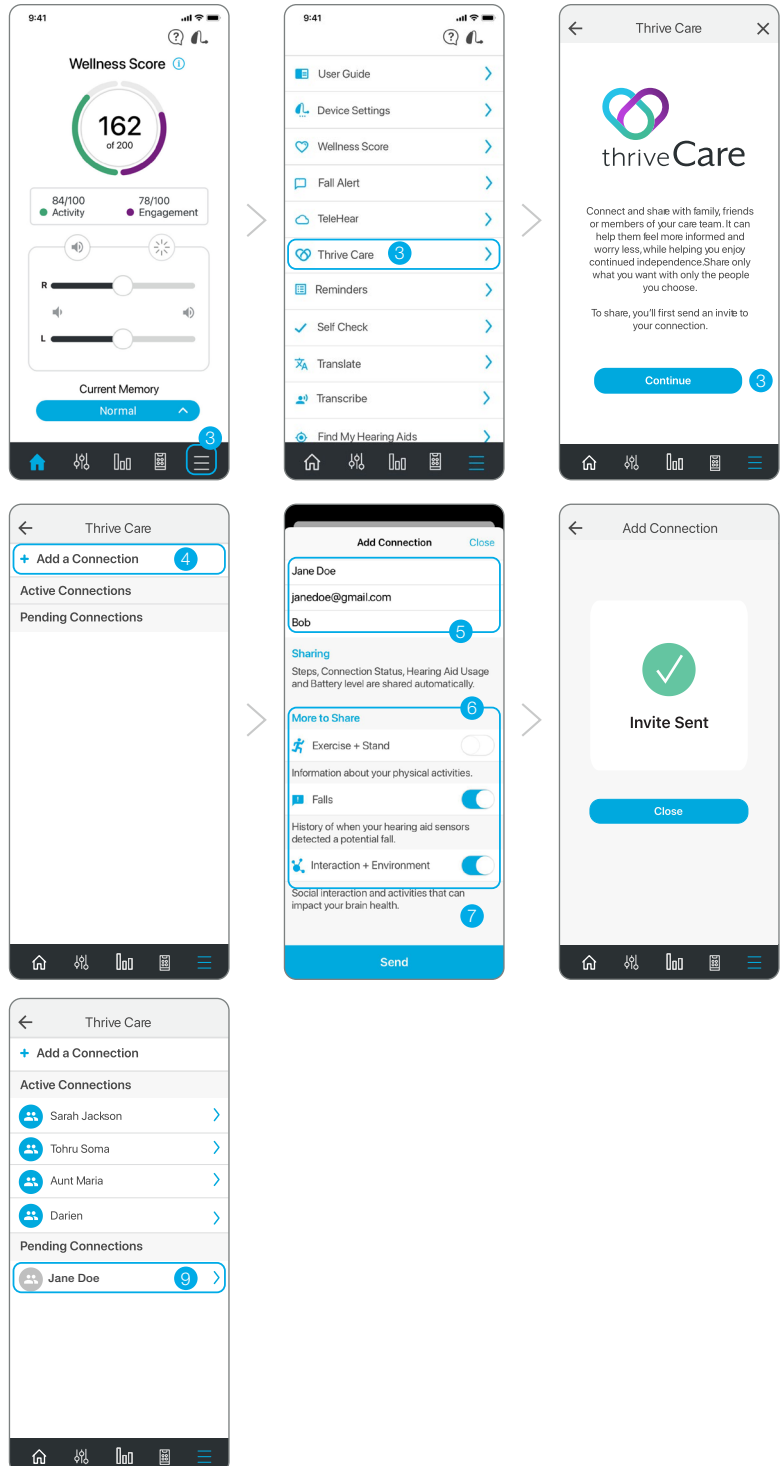 9:41
Wellness Score
162
of 200
84/100
Activity
78/100
Engagement
R
L
Current Memory
Normal
3
9:41
User Guide
Device Settings
Wellness Score
Fall Alert
TeleHear
Thrive Care 3
Reminders
Self Check
Translate
Transcribe
Find My Hearing Aids
Thrive Care
thriveCare
Connect and share with family, friends
or members of your care team. It can
help them feel more informed and
worry less, while helping you enjoy
continued independence.Share only
what you want with only the people
you choose.
To share, you'll first send an invite to
your connection.
Continue 3
Thrive Care
+ Add a Connection 4
Active Connections
Pending Connections
Add Connection Close
Jane Doe
janedoe@gmail.com
Bob
5
Sharing
Steps, Connection Status, Hearing Aid Usage
and Battery level are shared automatically.
6
More to Share
Exercise + Stand
Information about your physical activities.
Falls
History of when your hearing aid sensors
detected a potential fall.
Interaction + Environment
Social interaction and activities that can
impact your brain health.
7
Send
Add Connection
Invite Sent
Close
Thrive Care
+ Add a Connection
Active Connections
Sarah Jackson
Tohru Soma
Aunt Maria
Darien
Pending Connections
Jane Doe 9